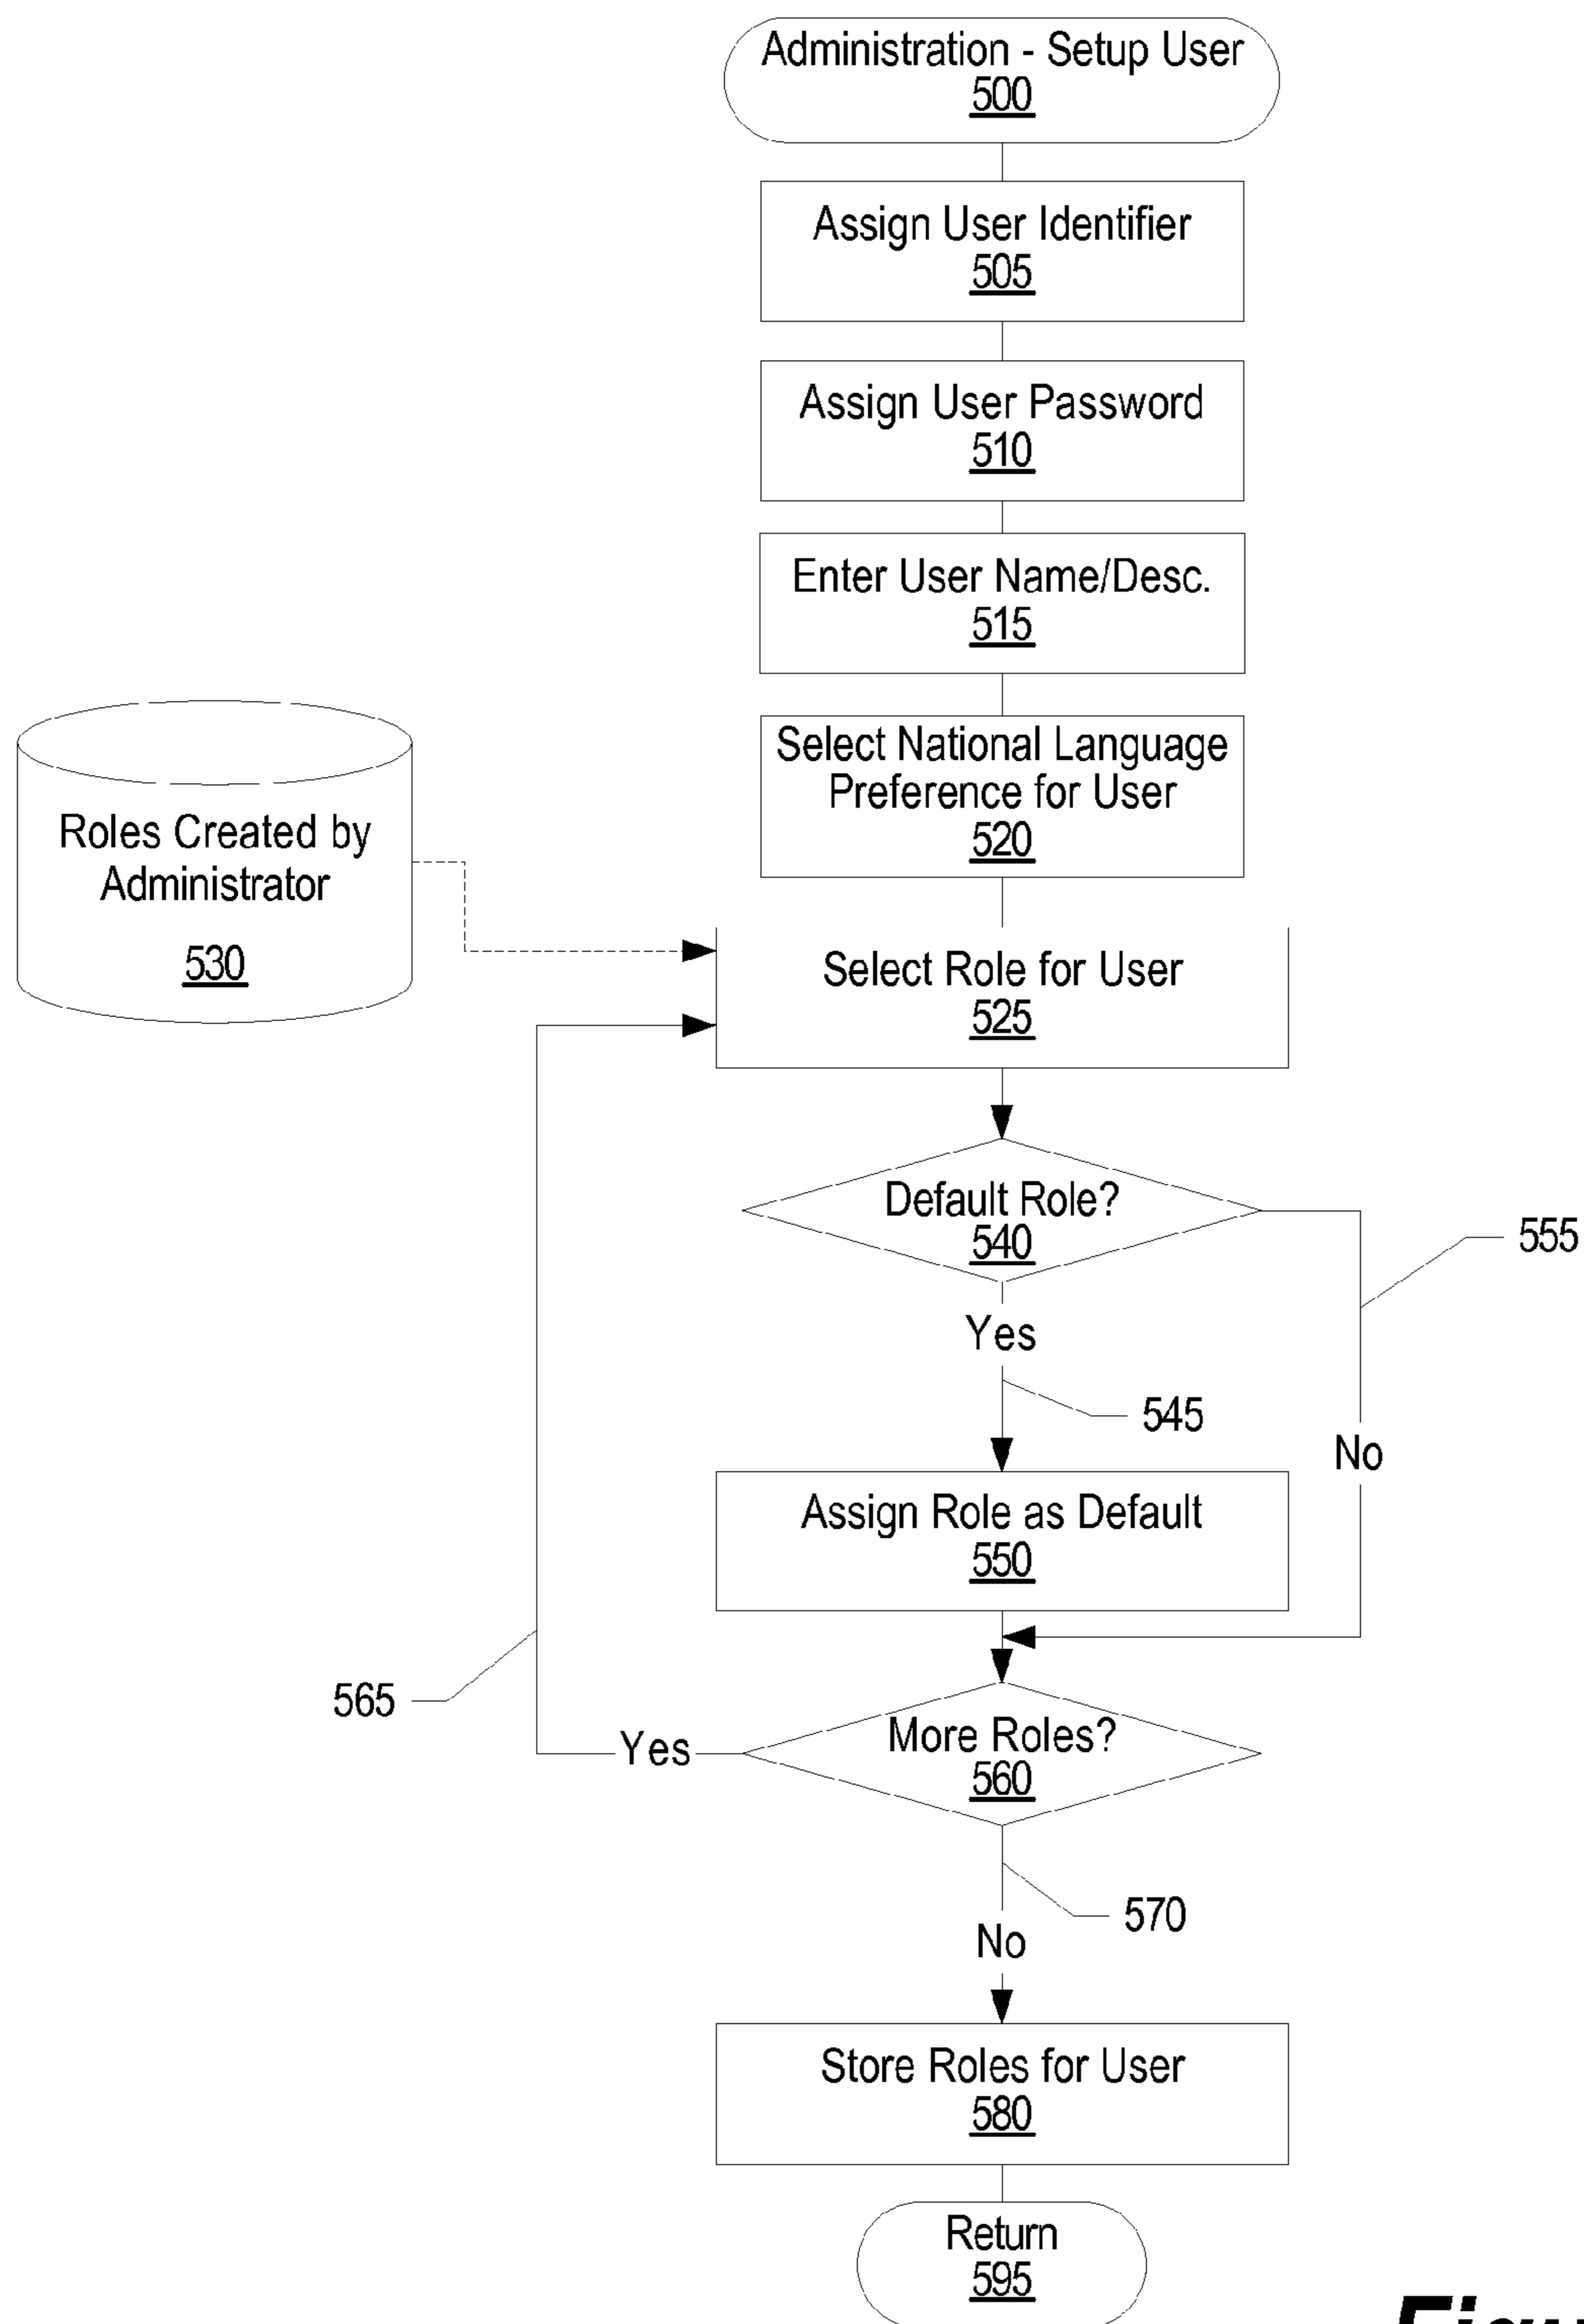 Administration - Setup User
500
Assign User Identifier
505
Assign User Password
510
Enter User Name/Desc.
515
Select National Language
Preference for User
520
Roles Created by
Administrator
530
Select Role for User
525
Default Role?
540
555
Yes
545
No
Assign Role as Default
550
565
Yes
More Roles?
560
570
No
Store Roles for User
580
Return
595